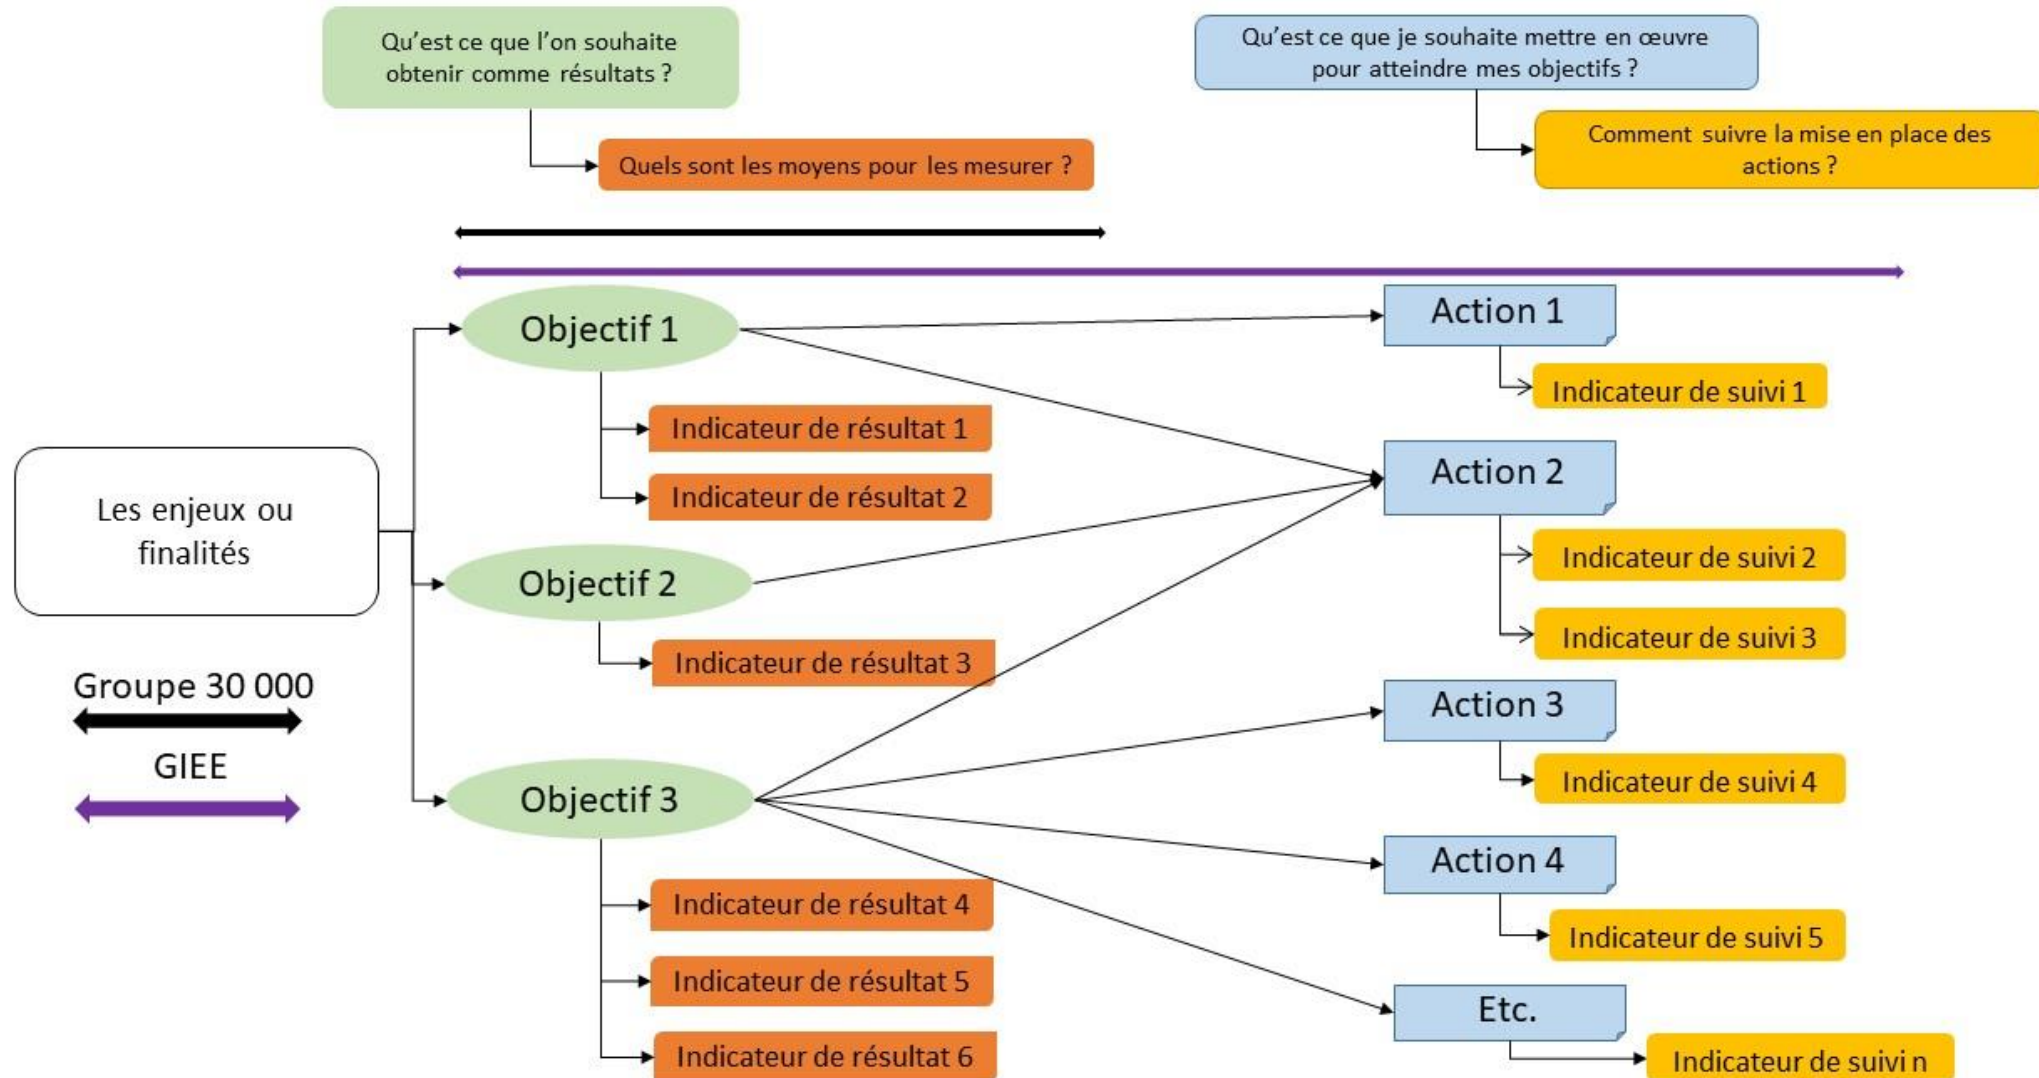 Qu'est ce que l'on souhaite
obtenir comme résultats ?
Qu'est ce que je souhaite mettre en œuvre
pour atteindre mes objectifs ?
Quels sont les moyens pour les mesurer ?
Comment suivre la mise en place des
actions ?
Objectif 1
Action 1
Indicateur de suivi 1
Indicateur de résultat 1
Indicateur de résultat 2
Action 2
Les enjeux ou
finalités
Objectif 2
Indicateur de suivi 2
Indicateur de suivi 3
Indicateur de résultat 3
Groupe 30 000
GIEE
Objectif 3
Action 3
Indicateur de suivi 4
Action 4
Indicateur de suivi 5
Indicateur de résultat 4
Indicateur de résultat 5
Indicateur de résultat 6
Etc.
Indicateur de suivi n